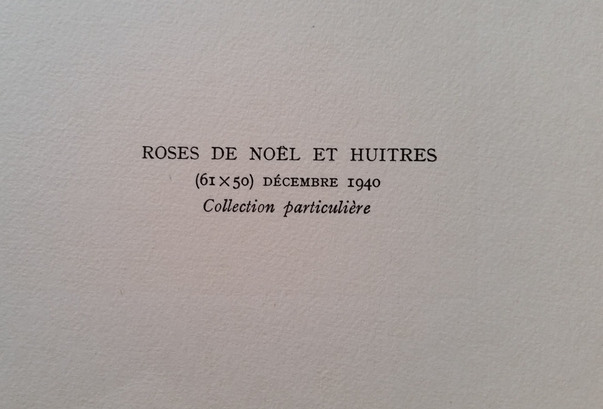 ROSES DE NOËL ET HUITRES
(61×50) DÉCEMBRE 1940
Collection particulière